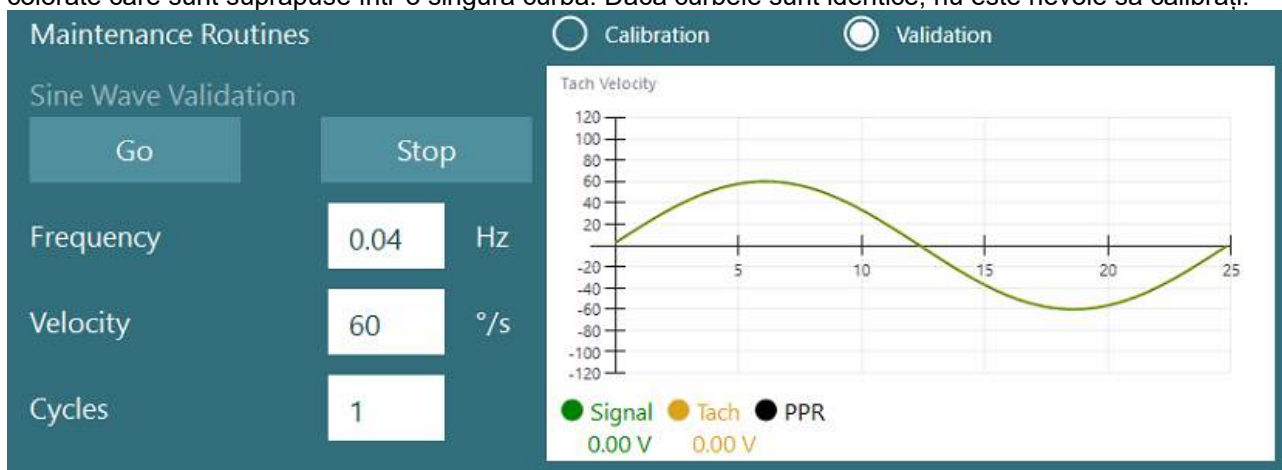 colorate care sunt suprapuse într-o singură curbă. Dacă curbele sunt identice, nu este nevoie să calibrați.
Maintenance Routines
Calibration
Validation
Sine Wave Validation
Go
Stop
Frequency
0.04
Hz
Velocity
60
°/s
Cycles
1
Tach Velocity
120
100
80
60
40
20
-20
-40
-60
-80
-100
-120
5
10
15
20
25
Signal
Tach
PPR
0.00 V
0.00 V